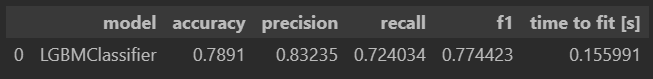 model accuracy precision recall f1 time to fit [s]
0 LGBMClassifier 0.7891 0.83235 0.724034 0.774423 0.155991